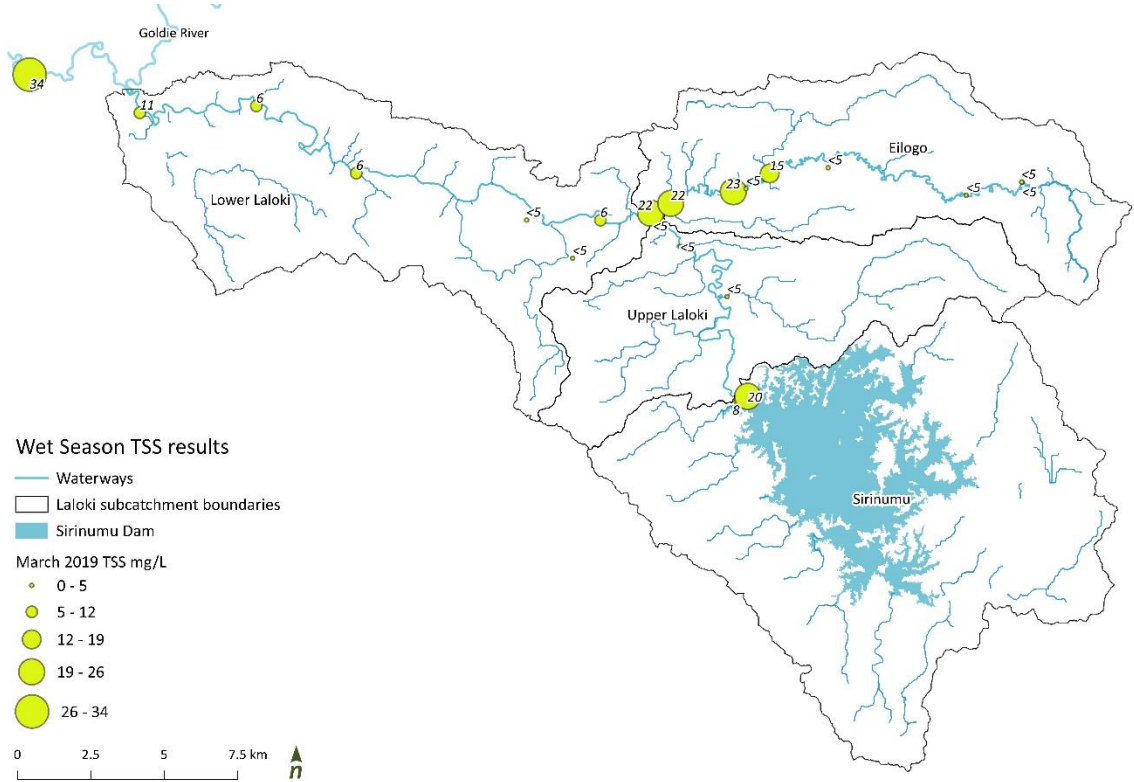 Goldie River
34
11
6
6
Lower Laloki
<5
<5
6
22
<5
22
23
<5
15
<5
Eilogo
<5
<5
<5
<5
<5
Upper Laloki
20
8
Sirinumu
Wet Season TSS results
Waterways
Laloki subcatchment boundaries
Sirinumu Dam
March 2019 TSS mg/L
0 - 5
5 - 12
12 - 19
19 - 26
26 - 34
0 2.5 5 7.5 km
n